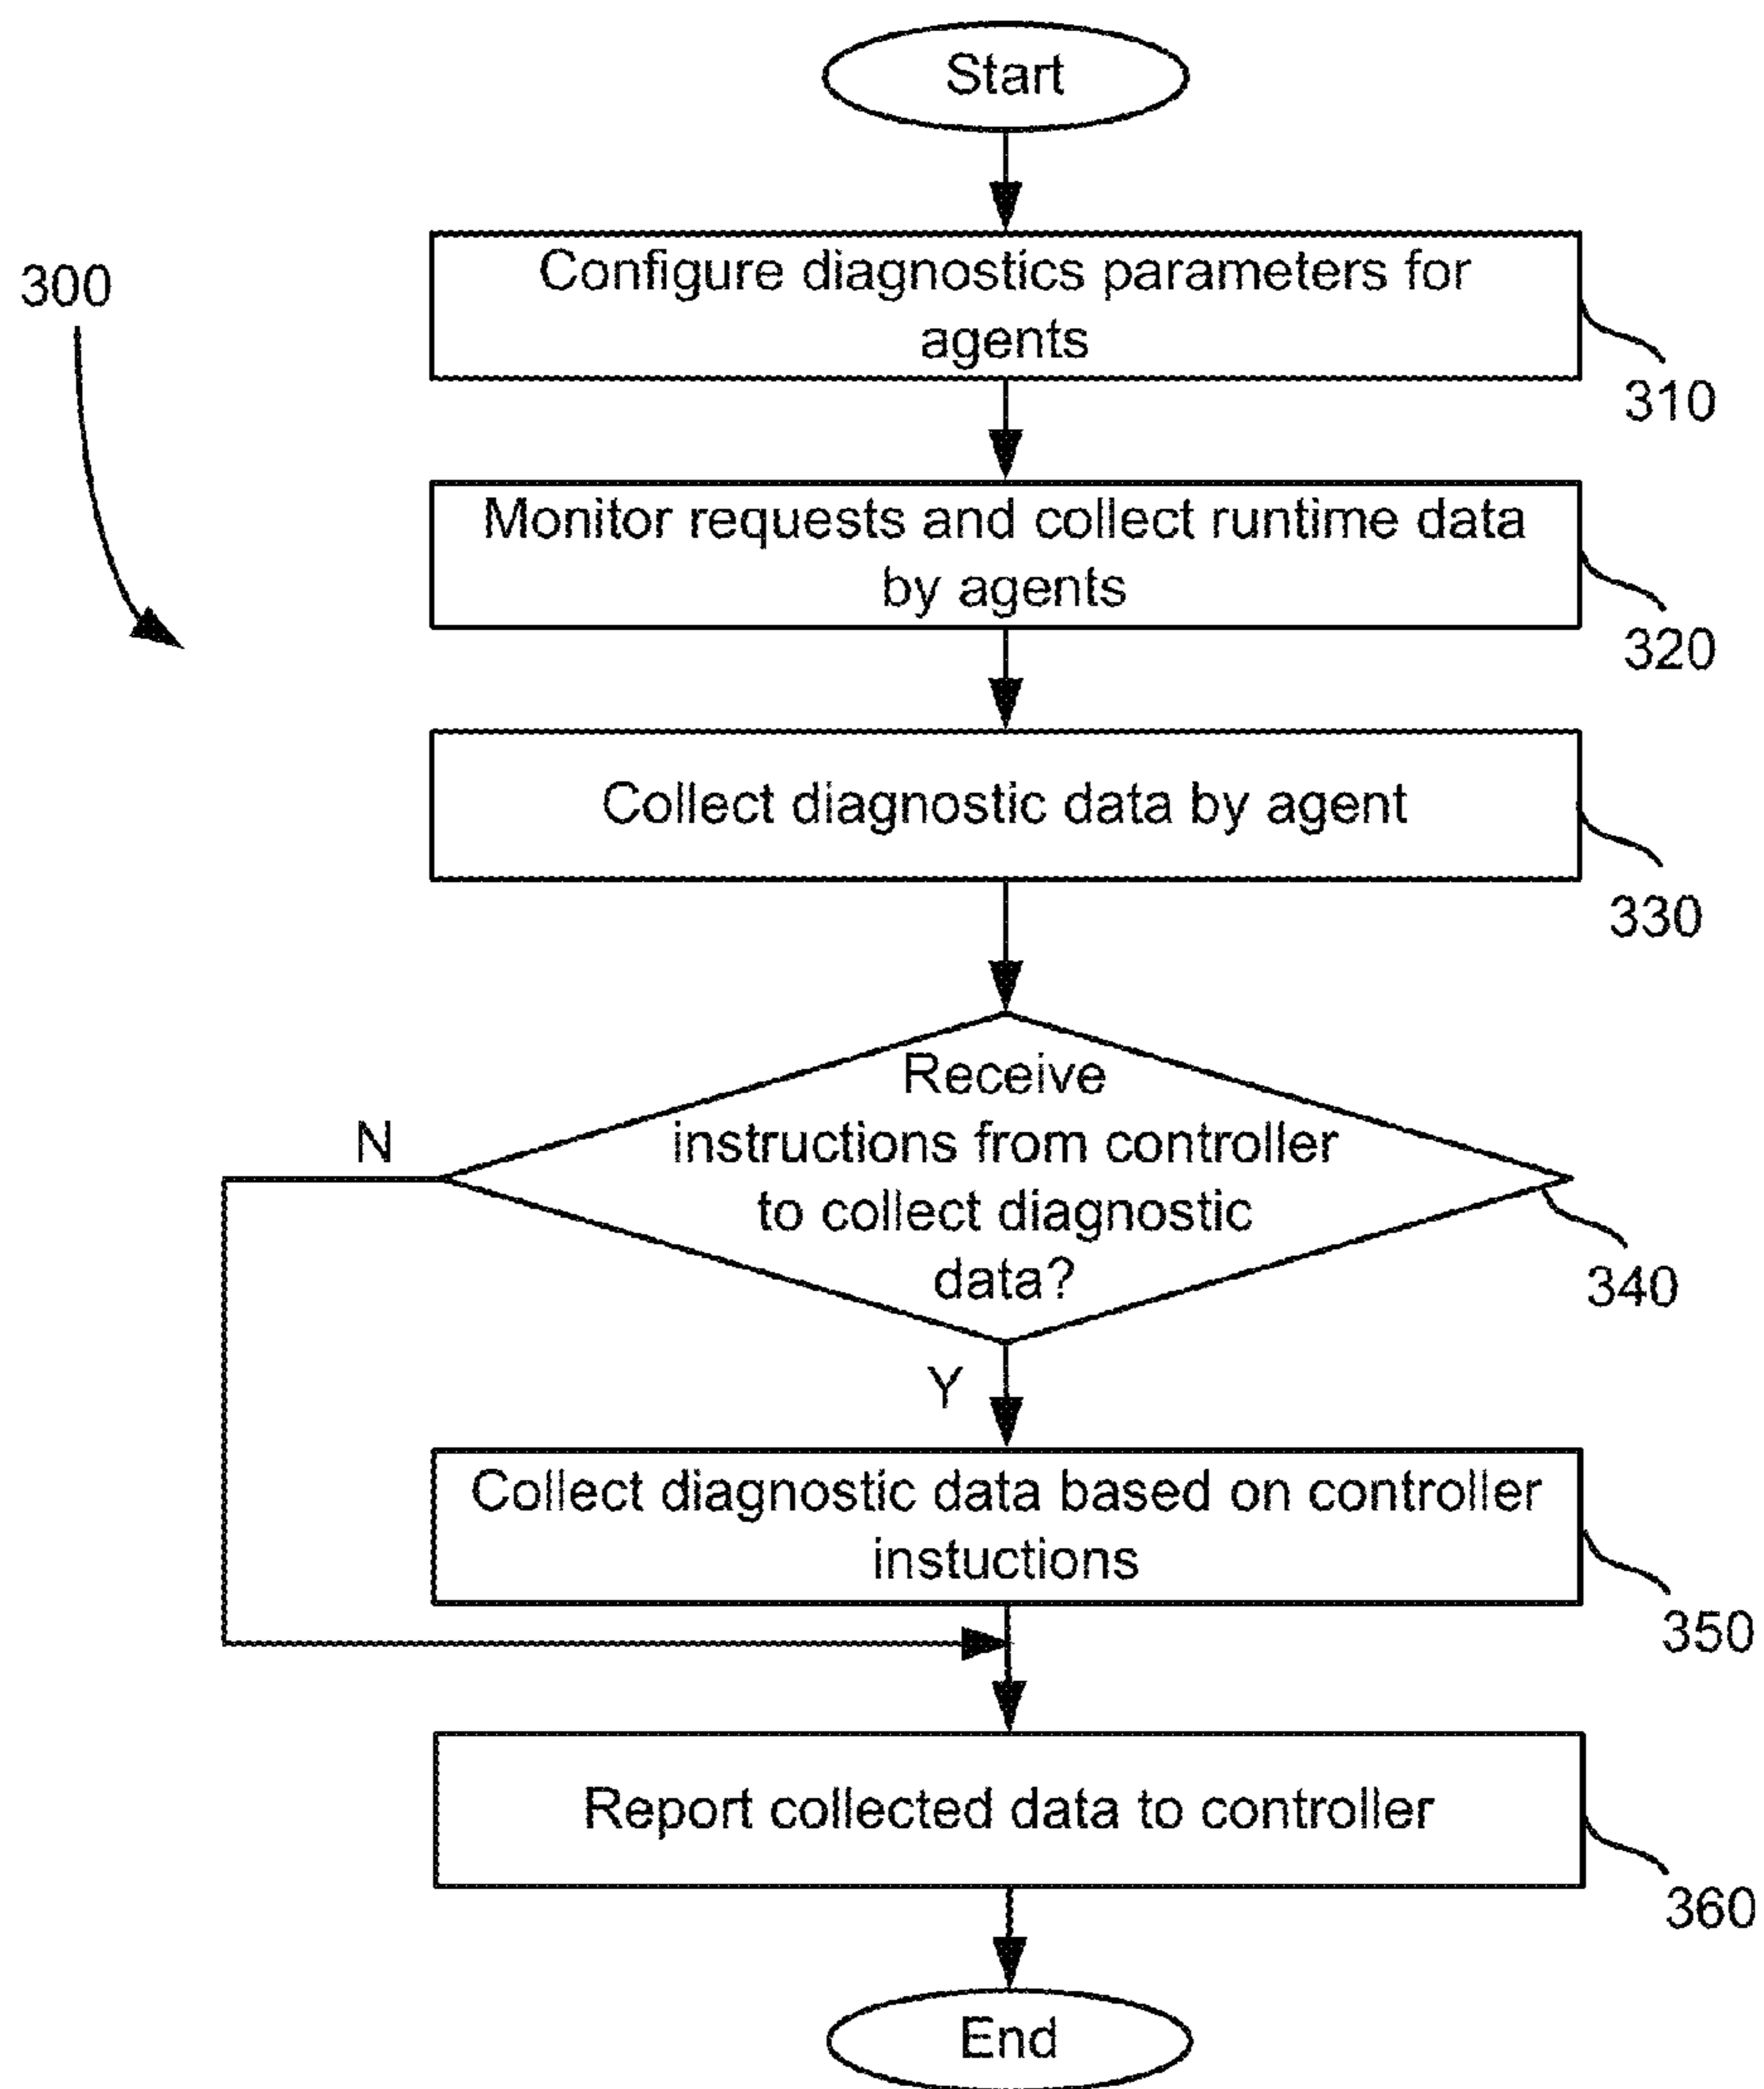 Start
300
Configure diagnostics parameters for
agents
310
Monitor requests and collect runtime data
by agents
320
Collect diagnostic data by agent
330
Receive
instructions from controller
to collect diagnostic
data?
N
340
Y
Collect diagnostic data based on controller
instuctions
350
Report collected data to controller
360
End